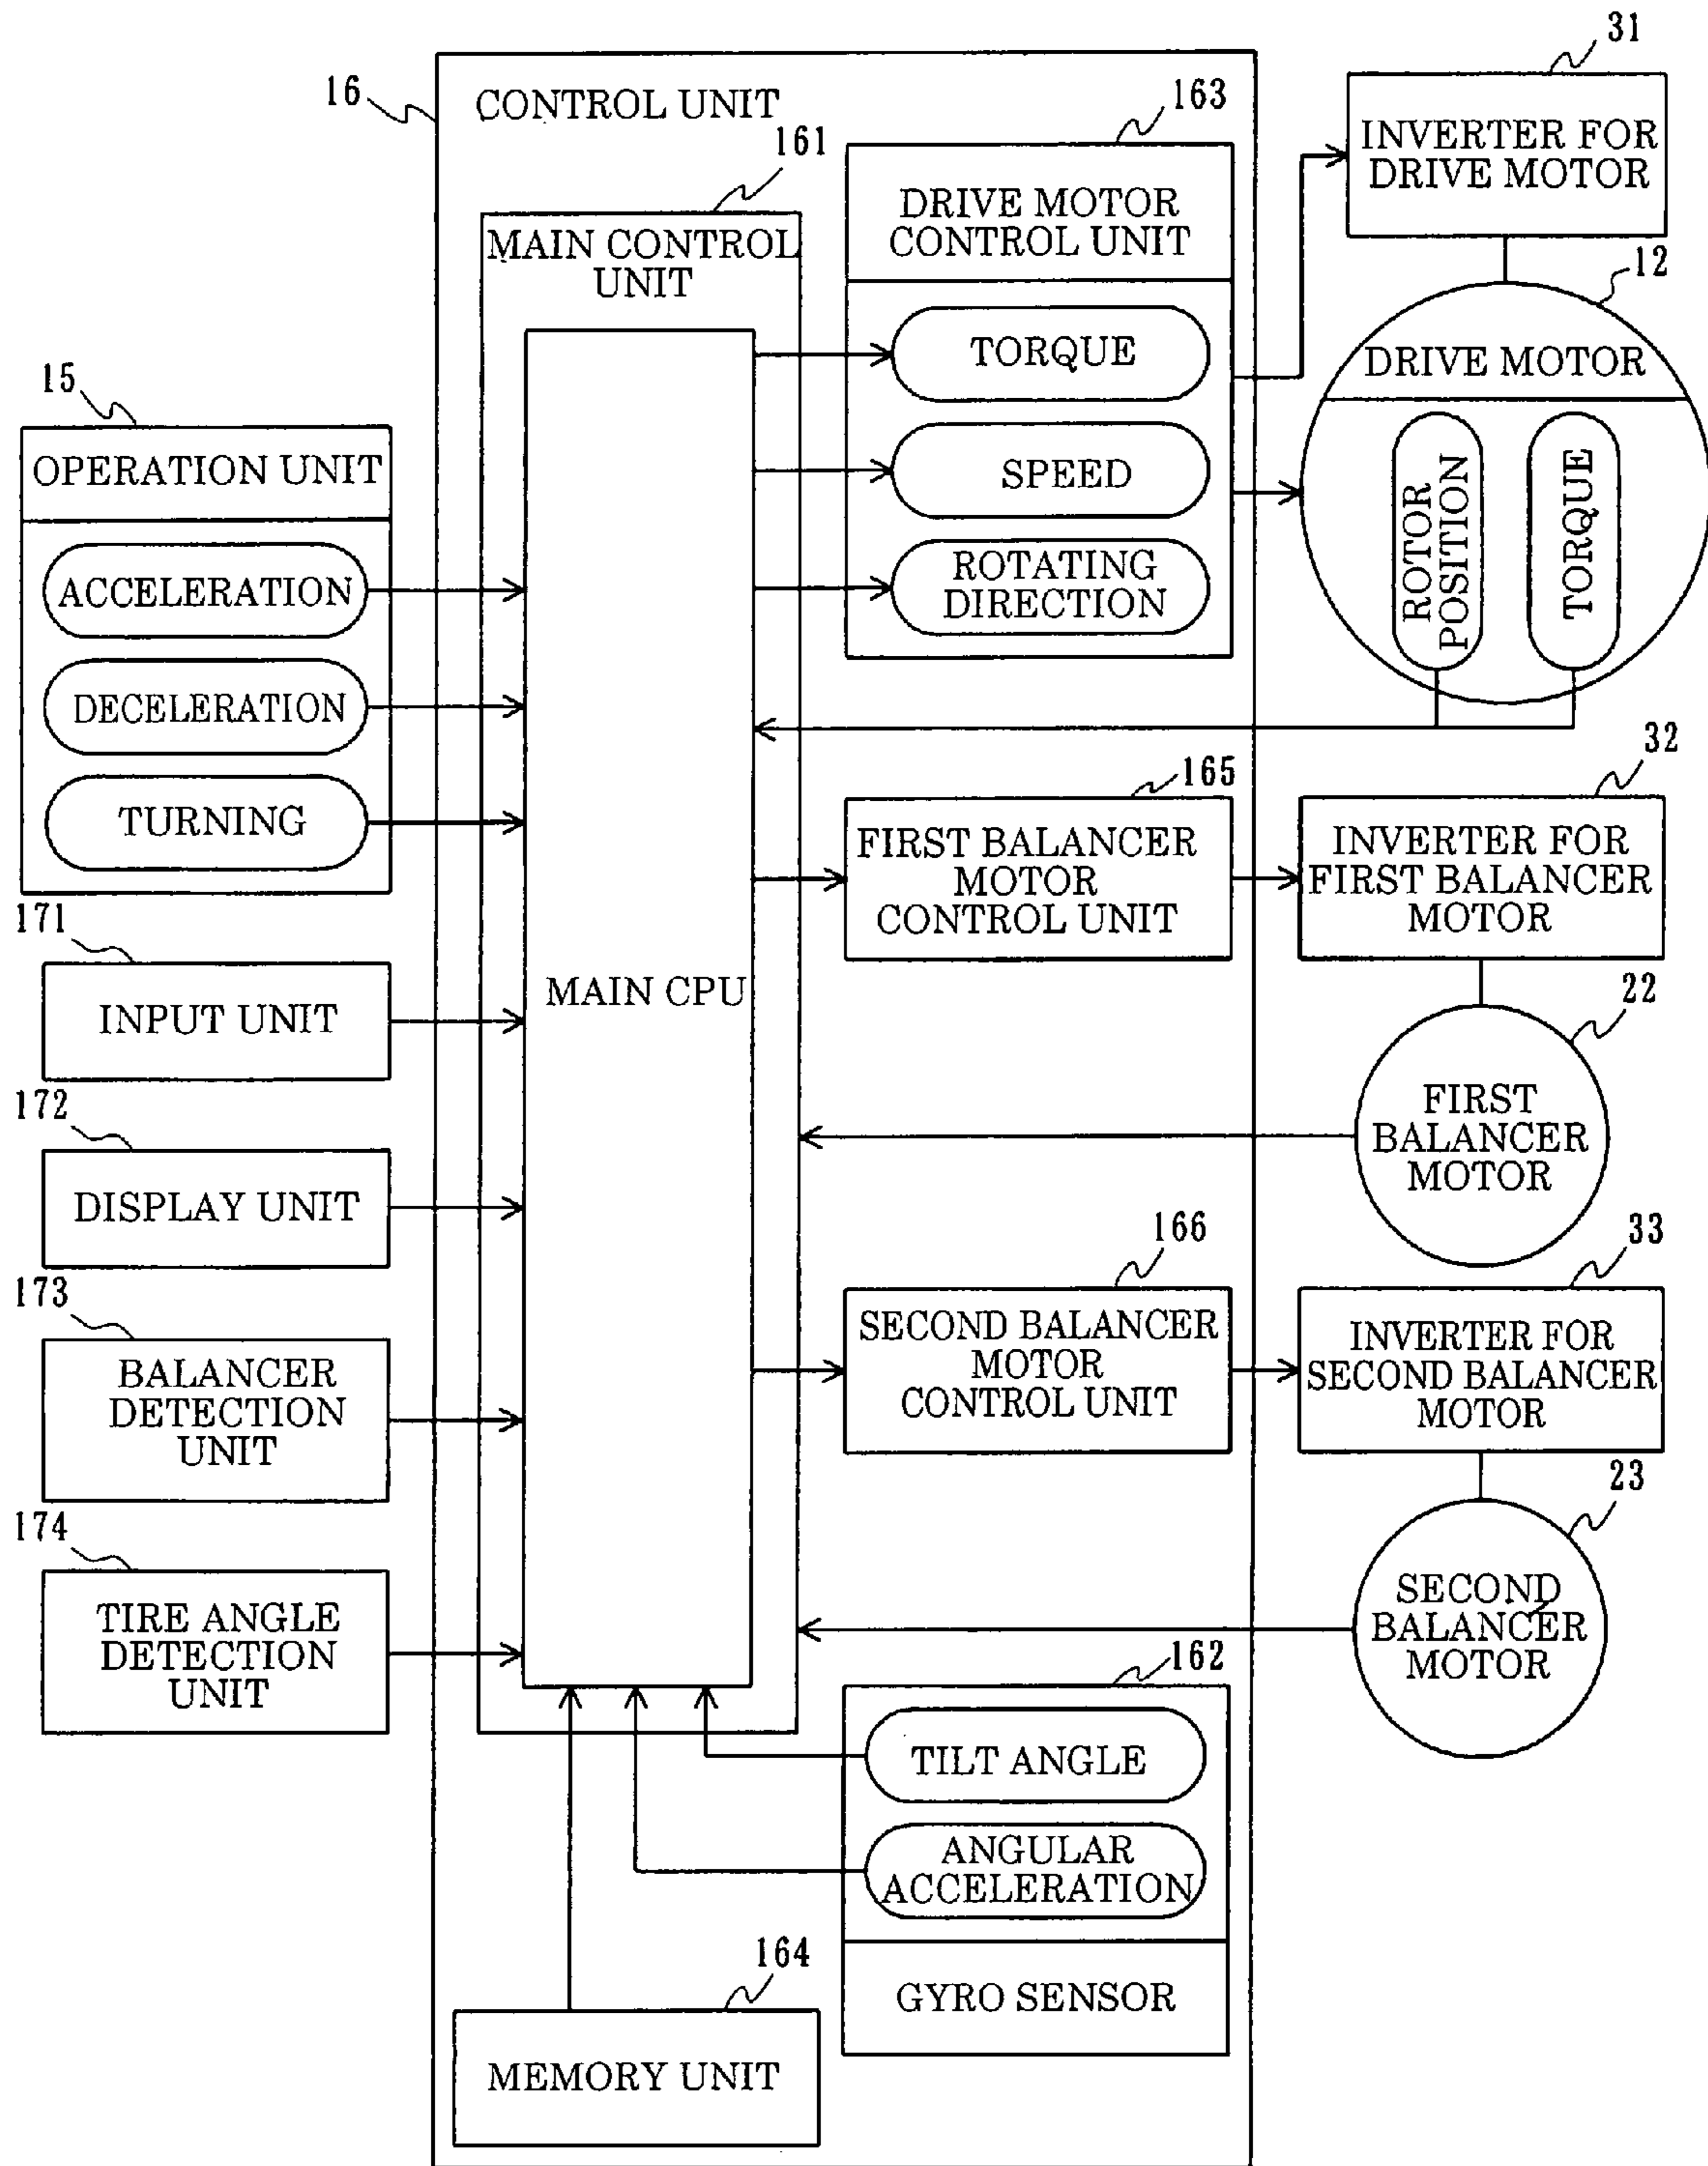 31
16
CONTROL UNIT
163
INVERTER FOR
DRIVE MOTOR
161
DRIVE MOTOR
CONTROL UNIT
MAIN CONTROL
UNIT
12
DRIVE MOTOR
TORQUE
SPEED
ROTATING
DIRECTION
ROTOR
POSITION
TORQUE
15
OPERATION UNIT
ACCELERATION
DECELERATION
TURNING
32
165
FIRST BALANCER
MOTOR
CONTROL UNIT
INVERTER FOR
FIRST BALANCER
MOTOR
171
INPUT UNIT
MAIN CPU
22
FIRST
BALANCER
MOTOR
172
DISPLAY UNIT
166
33
SECOND BALANCER
MOTOR
CONTROL UNIT
INVERTER FOR
SECOND BALANCER
MOTOR
173
BALANCER
DETECTION
UNIT
23
SECOND
BALANCER
MOTOR
174
TIRE ANGLE
DETECTION
UNIT
162
TILT ANGLE
ANGULAR
ACCELERATION
GYRO SENSOR
164
MEMORY UNIT